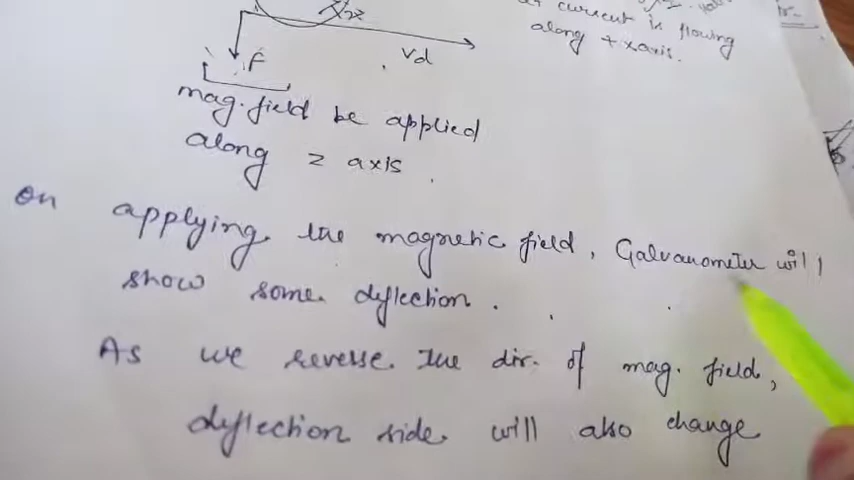 current is flowing
along + x axis.
Vd
F
mag. field be applied
along z axis.
On applying the magnetic field, Galvanometer will
show some deflection.
As we reverse the dir. of mag. field,
deflection side will also change